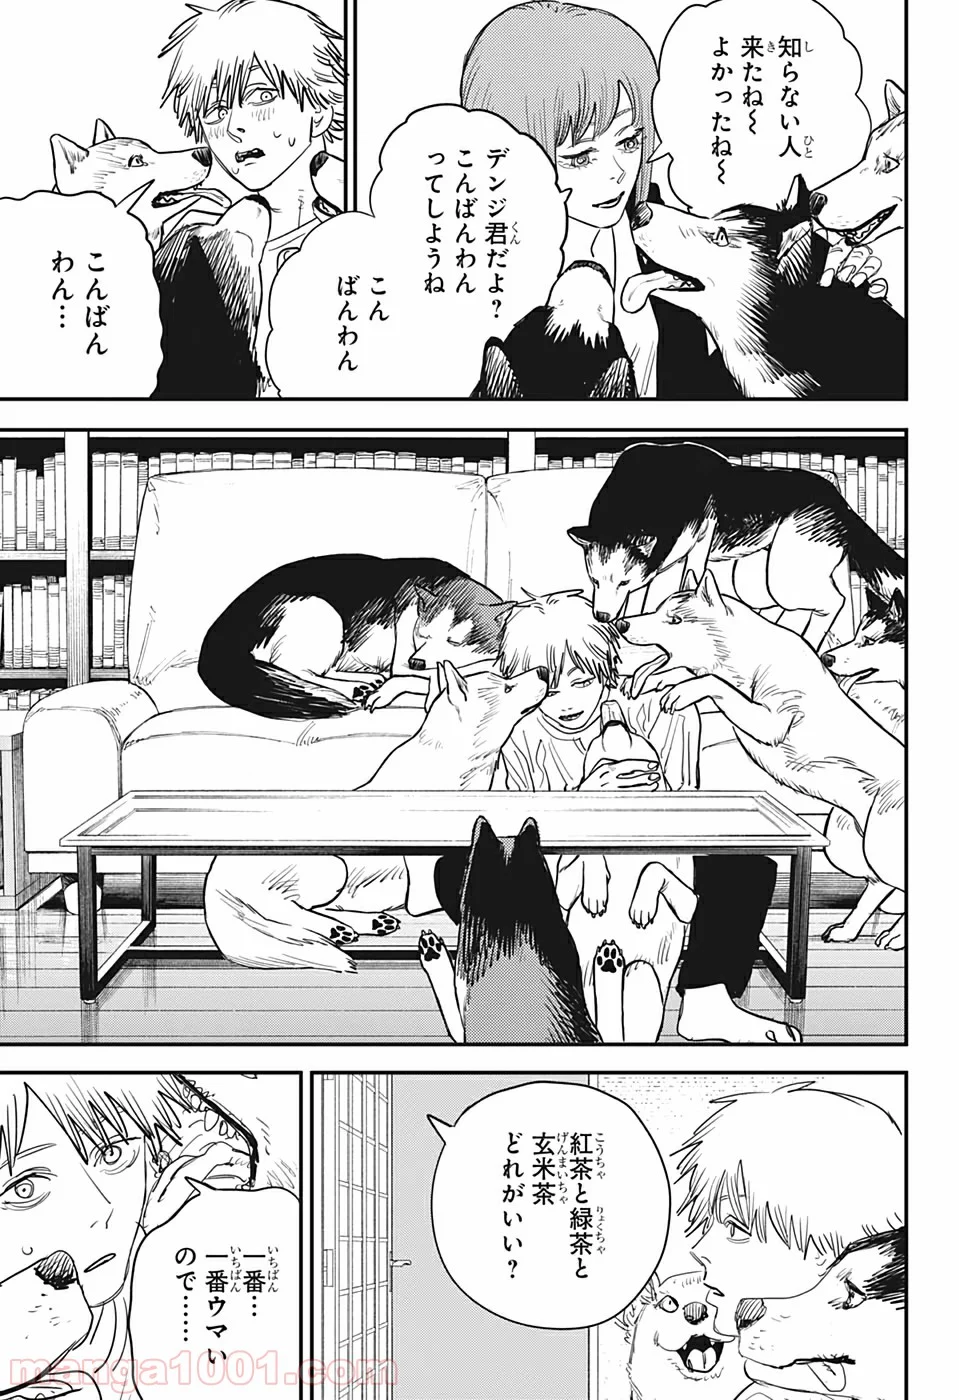 知らない人
来たね〜
よかったね〜
デンジ君だよ？
こんばんわん
ってしようね
こん
ばんわん
こんばん
わん…
紅茶と緑茶と
玄米茶
どれがいい？
一番…
一番ウマい
ので……
manga1001.com